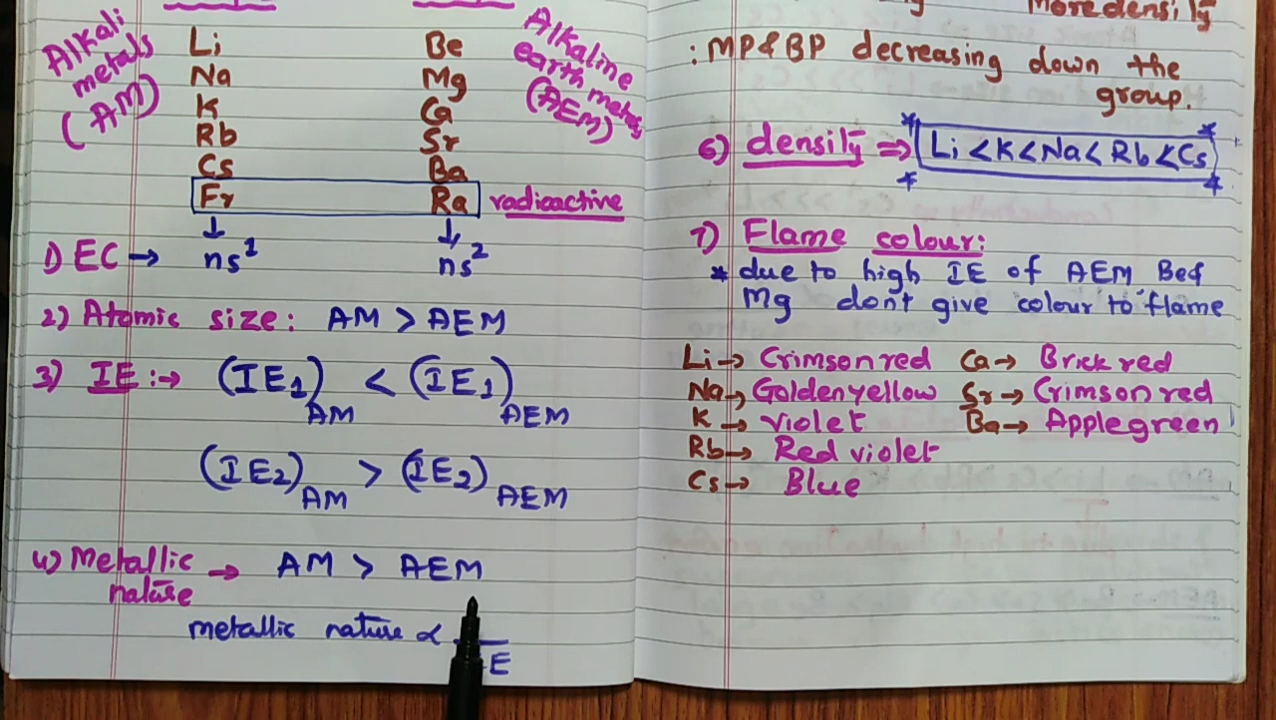 Alkali metals (AM)
Alkaline earth metals (AEM)
Li Be
Na Mg
K Ca
Rb Sr
Cs Ba
Fr Ra radioactive
↓ ↓
1) EC → ns¹ ns²
2) Atomic size: AM > AEM
3) IE :→ (IE₁)AM < (IE₁)AEM
(IE2)AM > (IE2)AEM
4) Metallic nature → AM > AEM
metallic nature ∝
More density
: MP & BP decreasing down the
group.
6) density ⇒ Li < K < Na < Rb < Cs
7) Flame colour:
* due to high IE of AEM Be &
Mg don't give colour to flame
Li → Crimson red Ca → Brick red
Na → Golden yellow Sr → Crimson red
K → violet Ba → Apple green
Rb → Red violet
Cs → Blue